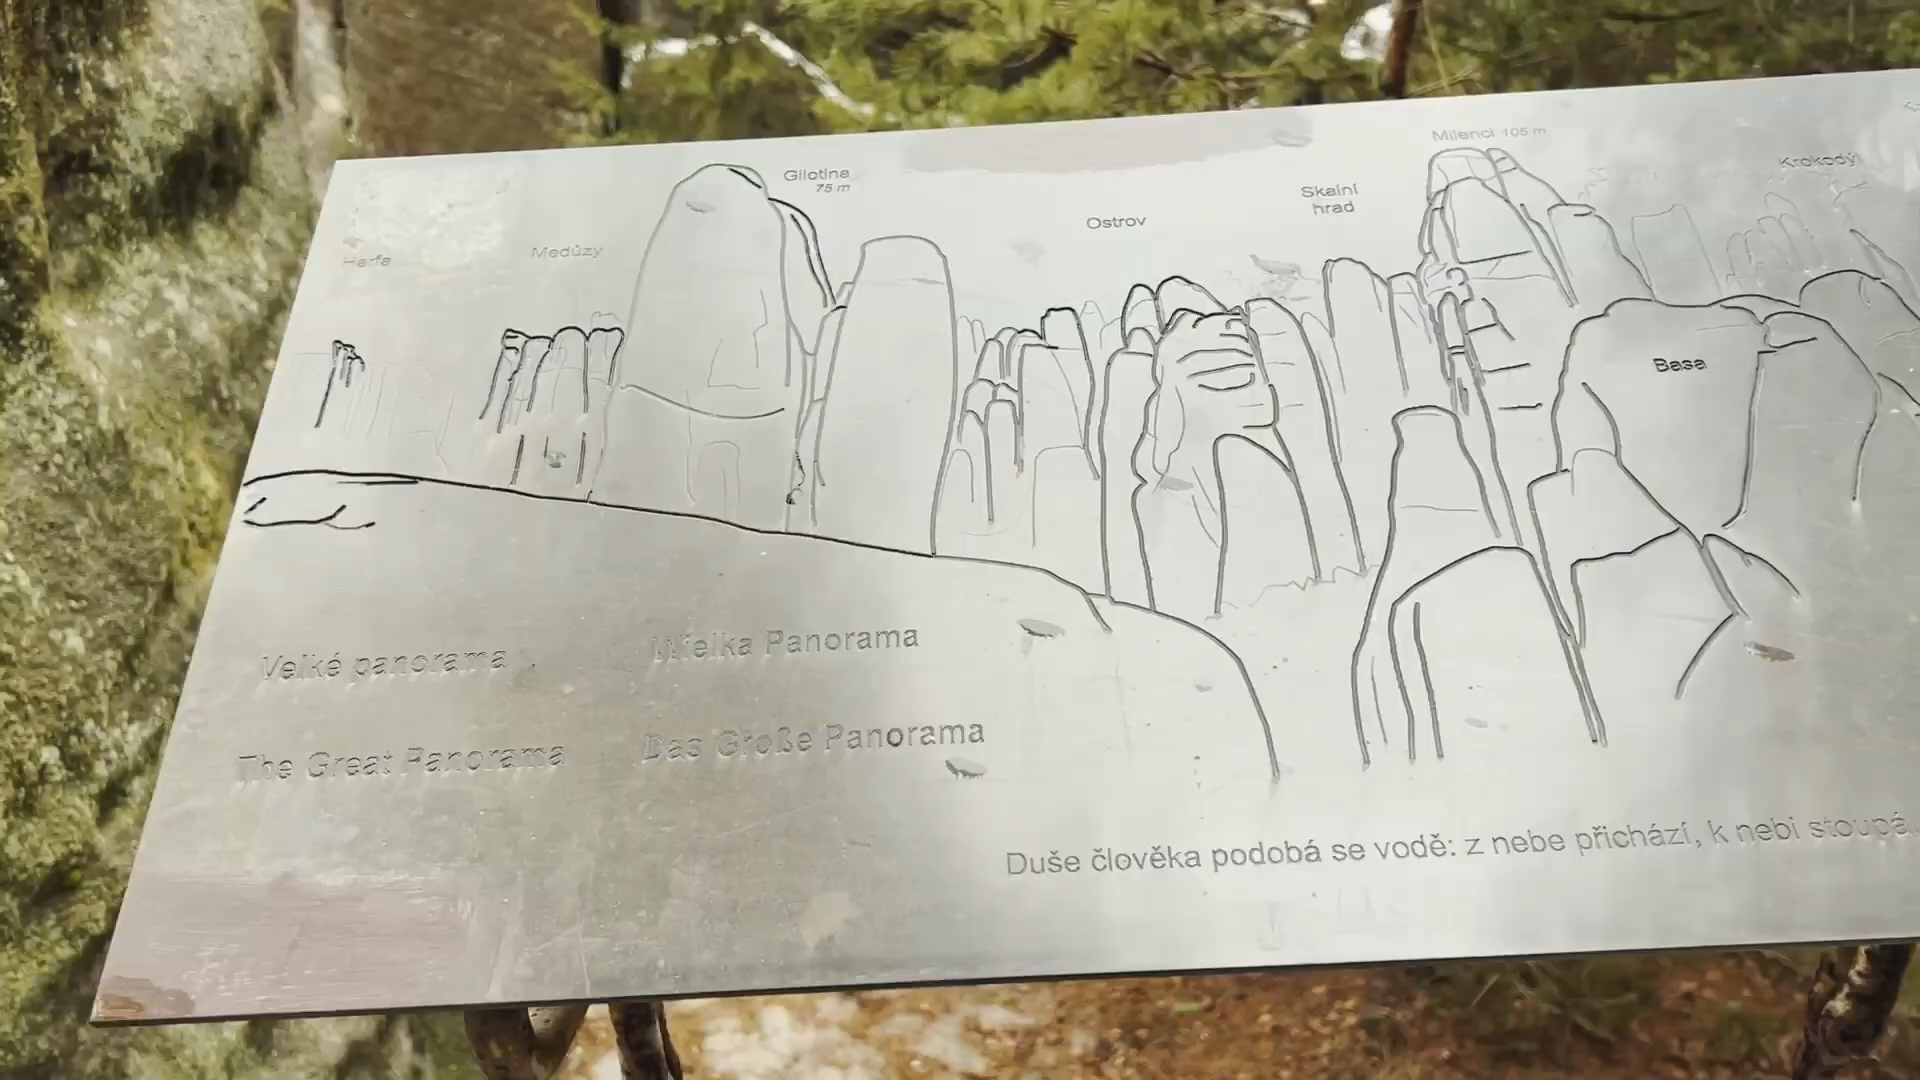 Milenci 105 m
Krokodýl
Gilotina
75 m
Skalní
hrad
Ostrov
Medůzy
Harfa
Basa
Velké panorama
Wielka Panorama
The Great Panorama
Das Große Panorama
Duše člověka podobá se vodě: z nebe přichází, k nebi stoupá